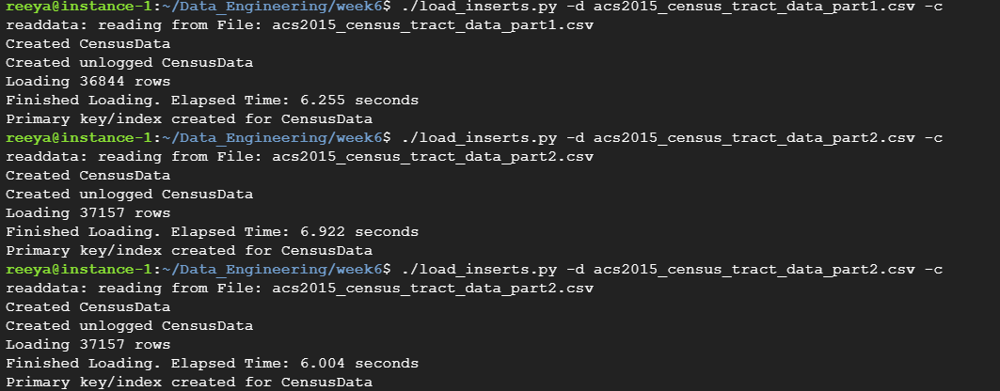 reeya@instance-1:~/Data_Engineering/week6$ ./load_inserts.py -d acs2015_census_tract_data_part1.csv -c
readdata: reading from File: acs2015_census_tract_data_part1.csv
Created CensusData
Created unlogged CensusData
Loading 36844 rows
Finished Loading. Elapsed Time: 6.255 seconds
Primary key/index created for CensusData
reeya@instance-1:~/Data_Engineering/week6$ ./load_inserts.py -d acs2015_census_tract_data_part2.csv -c
readdata: reading from File: acs2015_census_tract_data_part2.csv
Created CensusData
Created unlogged CensusData
Loading 37157 rows
Finished Loading. Elapsed Time: 6.922 seconds
Primary key/index created for CensusData
reeya@instance-1:~/Data_Engineering/week6$ ./load_inserts.py -d acs2015_census_tract_data_part2.csv -c
readdata: reading from File: acs2015_census_tract_data_part2.csv
Created CensusData
Created unlogged CensusData
Loading 37157 rows
Finished Loading. Elapsed Time: 6.004 seconds
Primary key/index created for CensusData